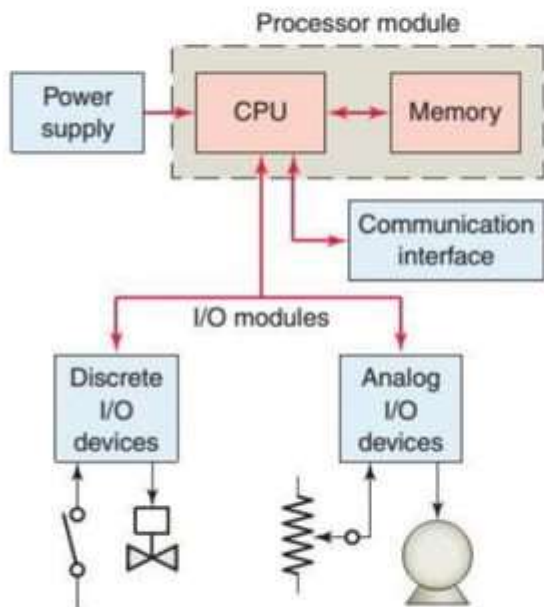 Processor module
Power
supply
CPU
Memory
Communication
interface
I/O modules
Discrete
I/O
devices
Analog
I/O
devices